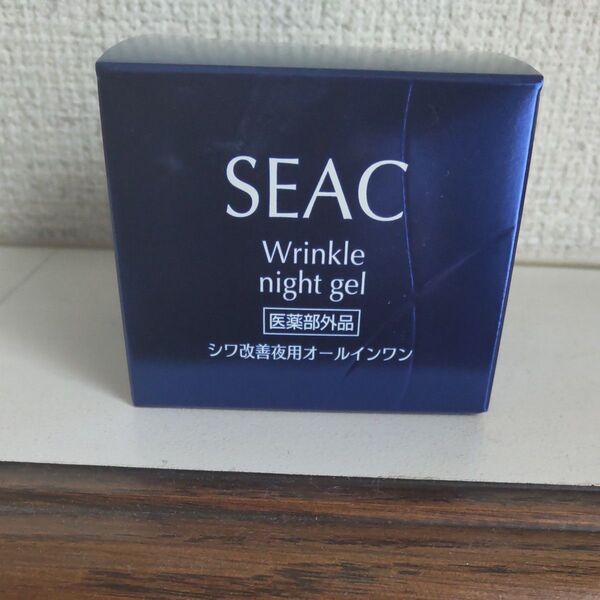 SEAC
Wrinkle
night gel
医薬部外品
シワ改善夜用オールインワン